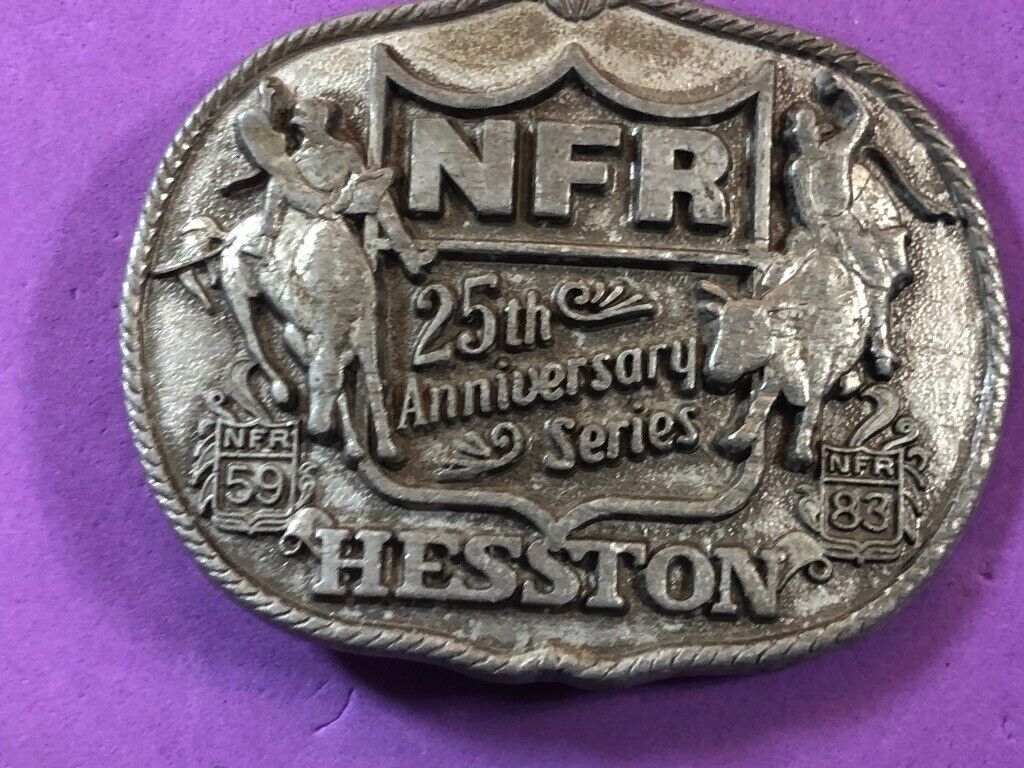 NFR
25th
Anniversary
Series
NFR
59
NFR
83
HESSTON